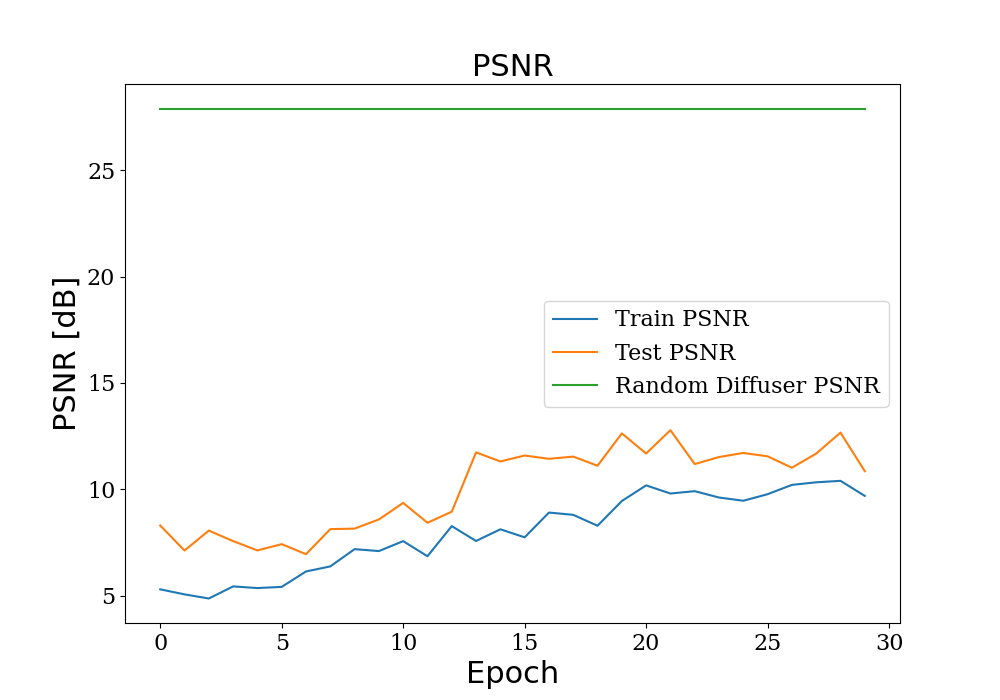 PSNR
25
20
15
10
5
PSNR [dB]
Train PSNR
Test PSNR
Random Diffuser PSNR
0 5 10 15 20 25 30
Epoch